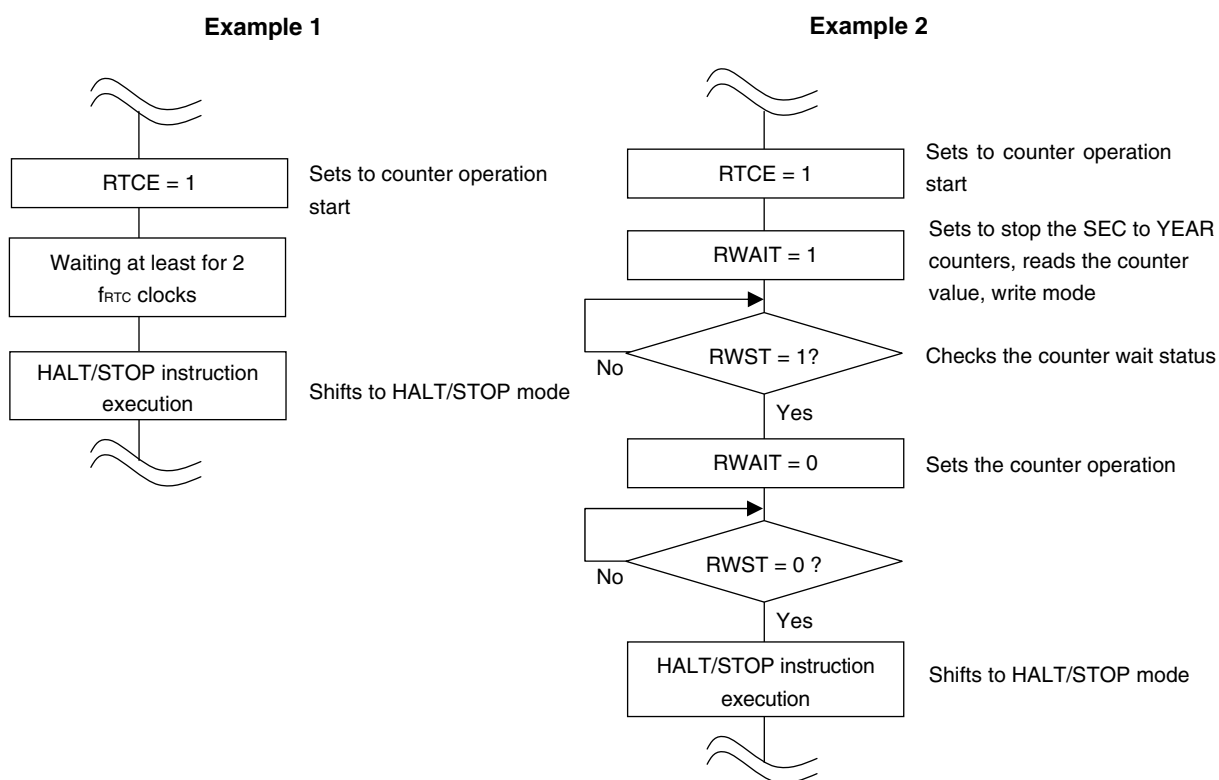 Example 1
RTCE = 1
Sets to counter operation
start
Waiting at least for 2
fRTC clocks
HALT/STOP instruction
execution
Shifts to HALT/STOP mode
Example 2
RTCE = 1
Sets to counter operation
start
RWAIT = 1
Sets to stop the SEC to YEAR
counters, reads the counter
value, write mode
RWST = 1?
No
Checks the counter wait status
Yes
RWAIT = 0
Sets the counter operation
RWST = 0 ?
No
Yes
HALT/STOP instruction
execution
Shifts to HALT/STOP mode